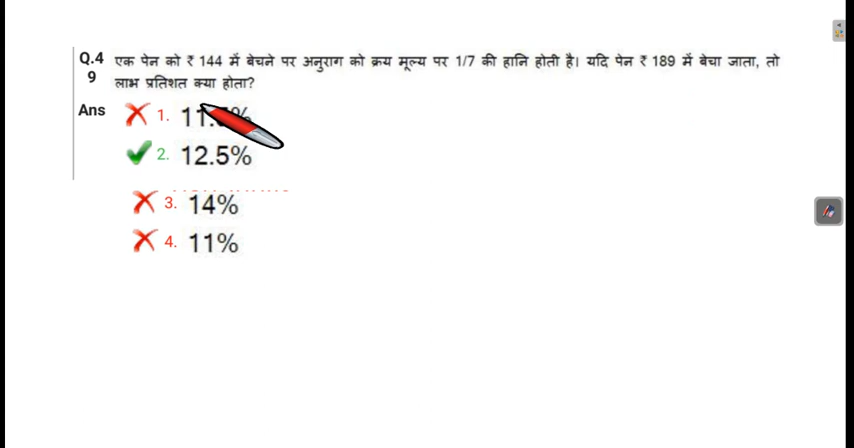 Q.4 एक पेन को ₹ 144 में बेचने पर अनुराग को क्रय मूल्य पर 1/7 की हानि होती है। यदि पेन ₹ 189 में बेचा जाता, तो
9 लाभ प्रतिशत क्या होता?
Ans 1.
2. 12.5%
3. 14%
4. 11%